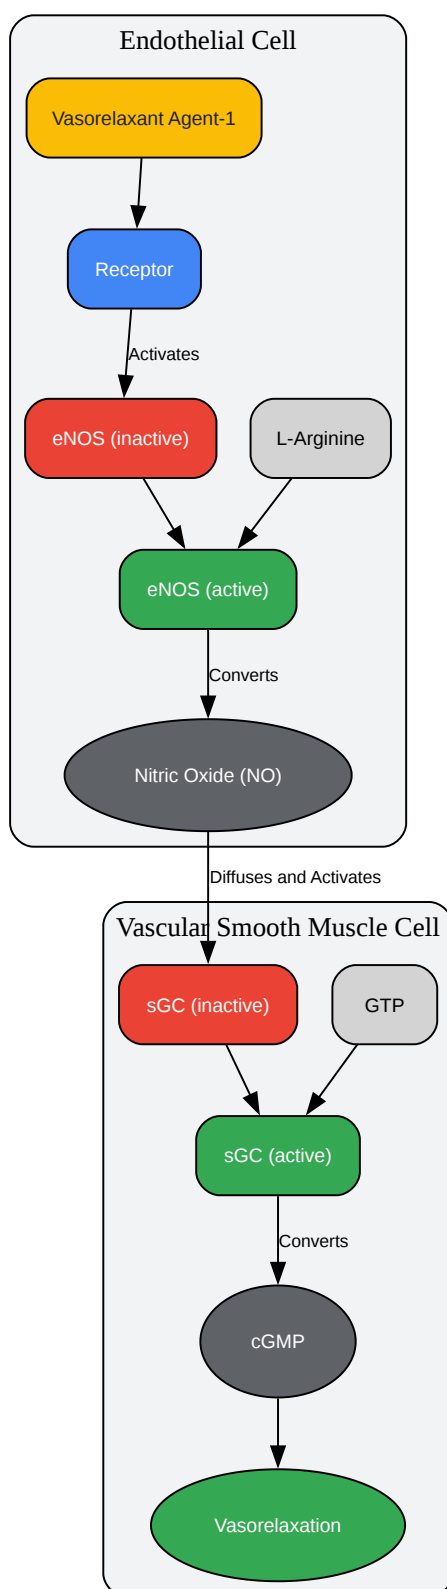 Endothelial Cell
Vasorelaxant Agent-1
Receptor
Activates
eNOS (inactive)
L-Arginine
eNOS (active)
Converts
Nitric Oxide (NO)
Diffuses and Activates
Vascular Smooth Muscle Cell
sGC (inactive)
GTP
sGC (active)
Converts
cGMP
Vasorelaxation